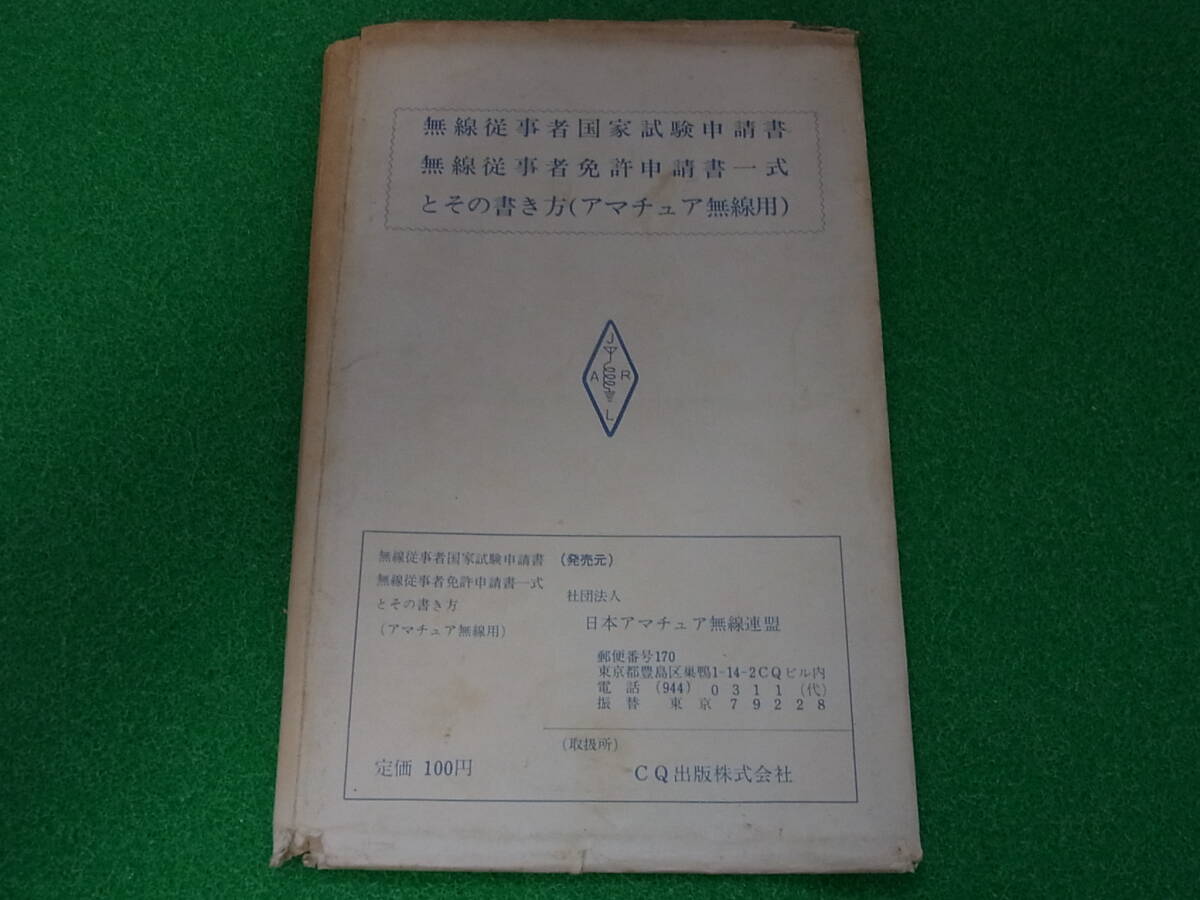 無線従事者国家試験申請書
無線従事者免許申請書一式
とその書き方(アマチュア無線用)
J
A R
L
無線従事者国家試験申請書
無線従事者免許申請書一式
とその書き方
(アマチュア無線用)
定価 100円
(発売元)
社団法人
日本アマチュア無線連盟
郵便番号170
東京都豊島区巣鴨1-14-2CQビル内
電話 (944) 0311 (代)
振替 東京 79228
(取扱所)
CQ出版株式会社